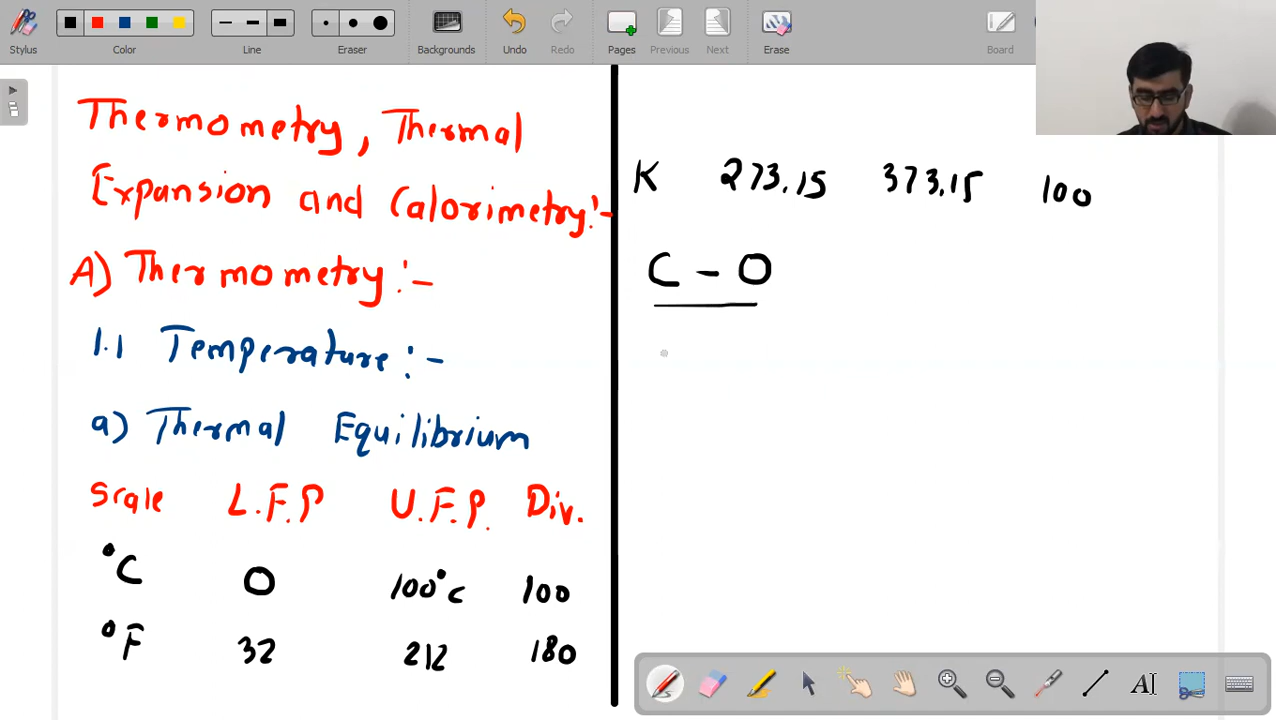 Stylus Color Line Eraser Backgrounds Undo Redo Pages Previous Next Erase Board
Thermometry, Thermal
Expansion and Calorimetry:-
A) Thermometry:-
1.1 Temperature:-
a) Thermal Equilibrium
Scale L.F.P U.F.P. Div.
°C 0 100°C 100
°F 32 212 180
K 273.15 373.15 100
C - 0